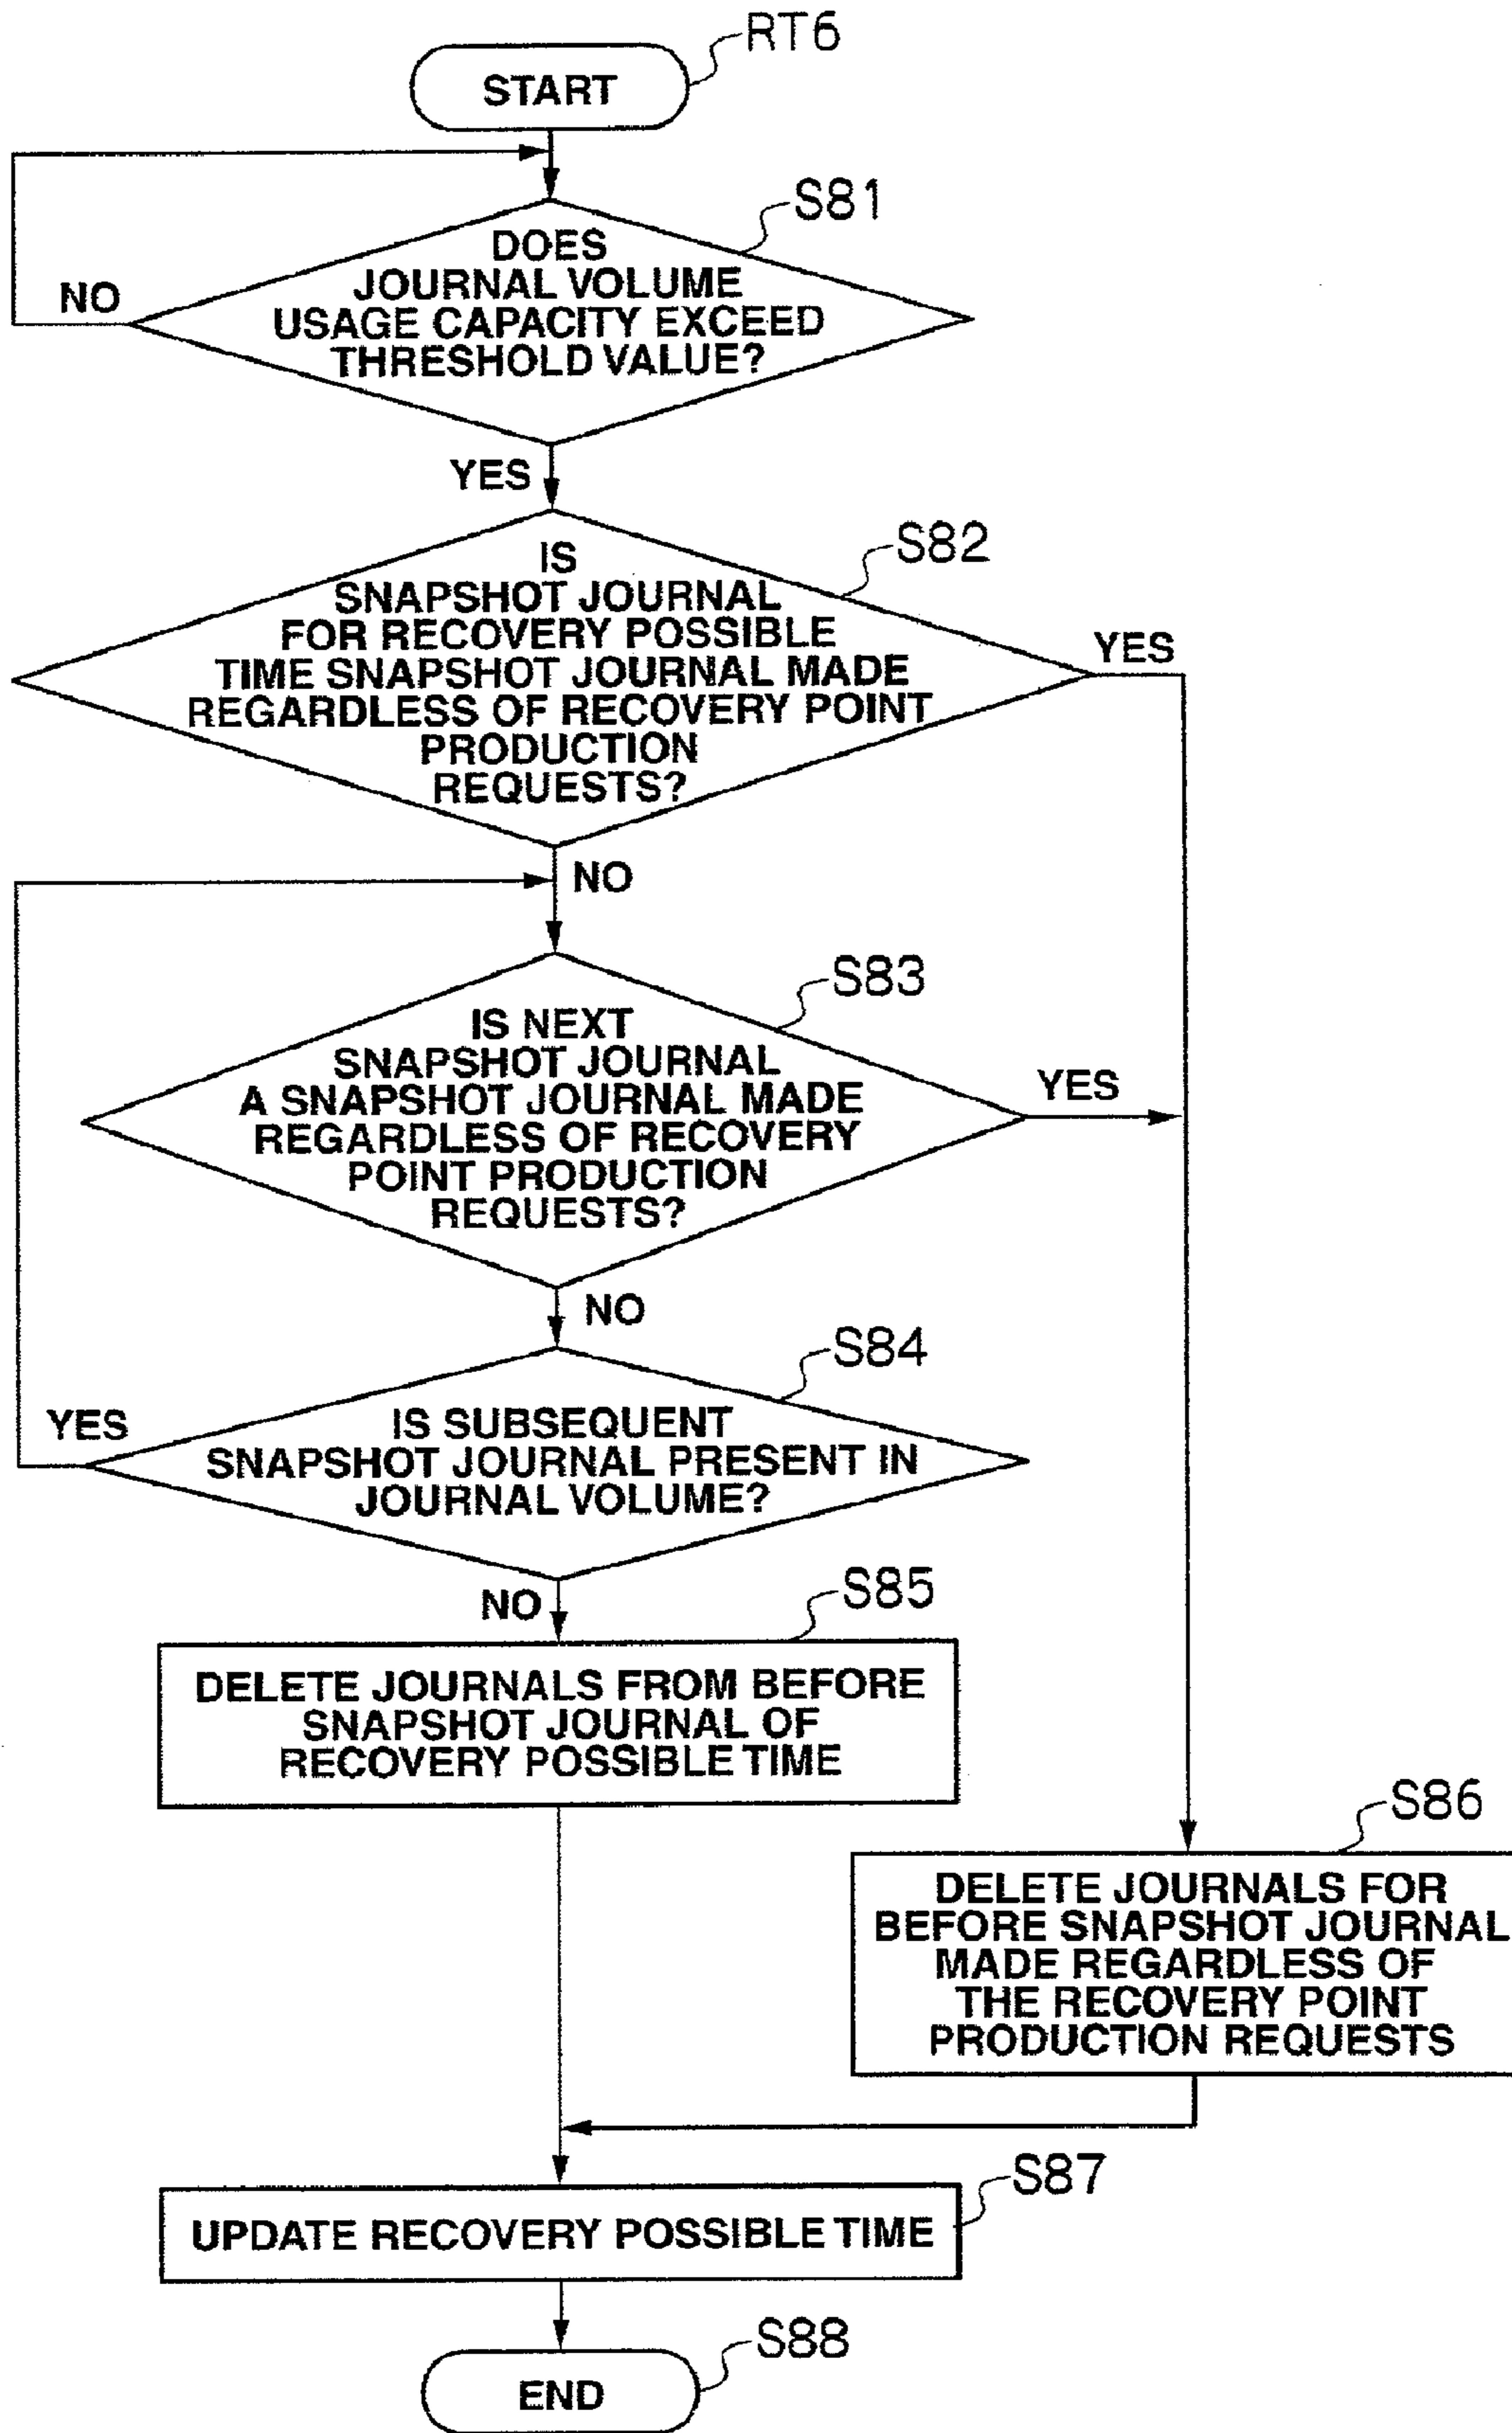 RT6
START
S81
DOES
JOURNAL VOLUME
USAGE CAPACITY EXCEED
THRESHOLD VALUE?
NO
YES
S82
IS
SNAPSHOT JOURNAL
FOR RECOVERY POSSIBLE
TIME SNAPSHOT JOURNAL MADE
REGARDLESS OF RECOVERY POINT
PRODUCTION
REQUESTS?
YES
NO
S83
IS NEXT
SNAPSHOT JOURNAL
A SNAPSHOT JOURNAL MADE
REGARDLESS OF RECOVERY
POINT PRODUCTION
REQUESTS?
YES
NO
S84
IS SUBSEQUENT
SNAPSHOT JOURNAL PRESENT IN
JOURNAL VOLUME?
YES
NO
S85
DELETE JOURNALS FROM BEFORE
SNAPSHOT JOURNAL OF
RECOVERY POSSIBLE TIME
S86
DELETE JOURNALS FOR
BEFORE SNAPSHOT JOURNAL
MADE REGARDLESS OF
THE RECOVERY POINT
PRODUCTION REQUESTS
S87
UPDATE RECOVERY POSSIBLE TIME
S88
END